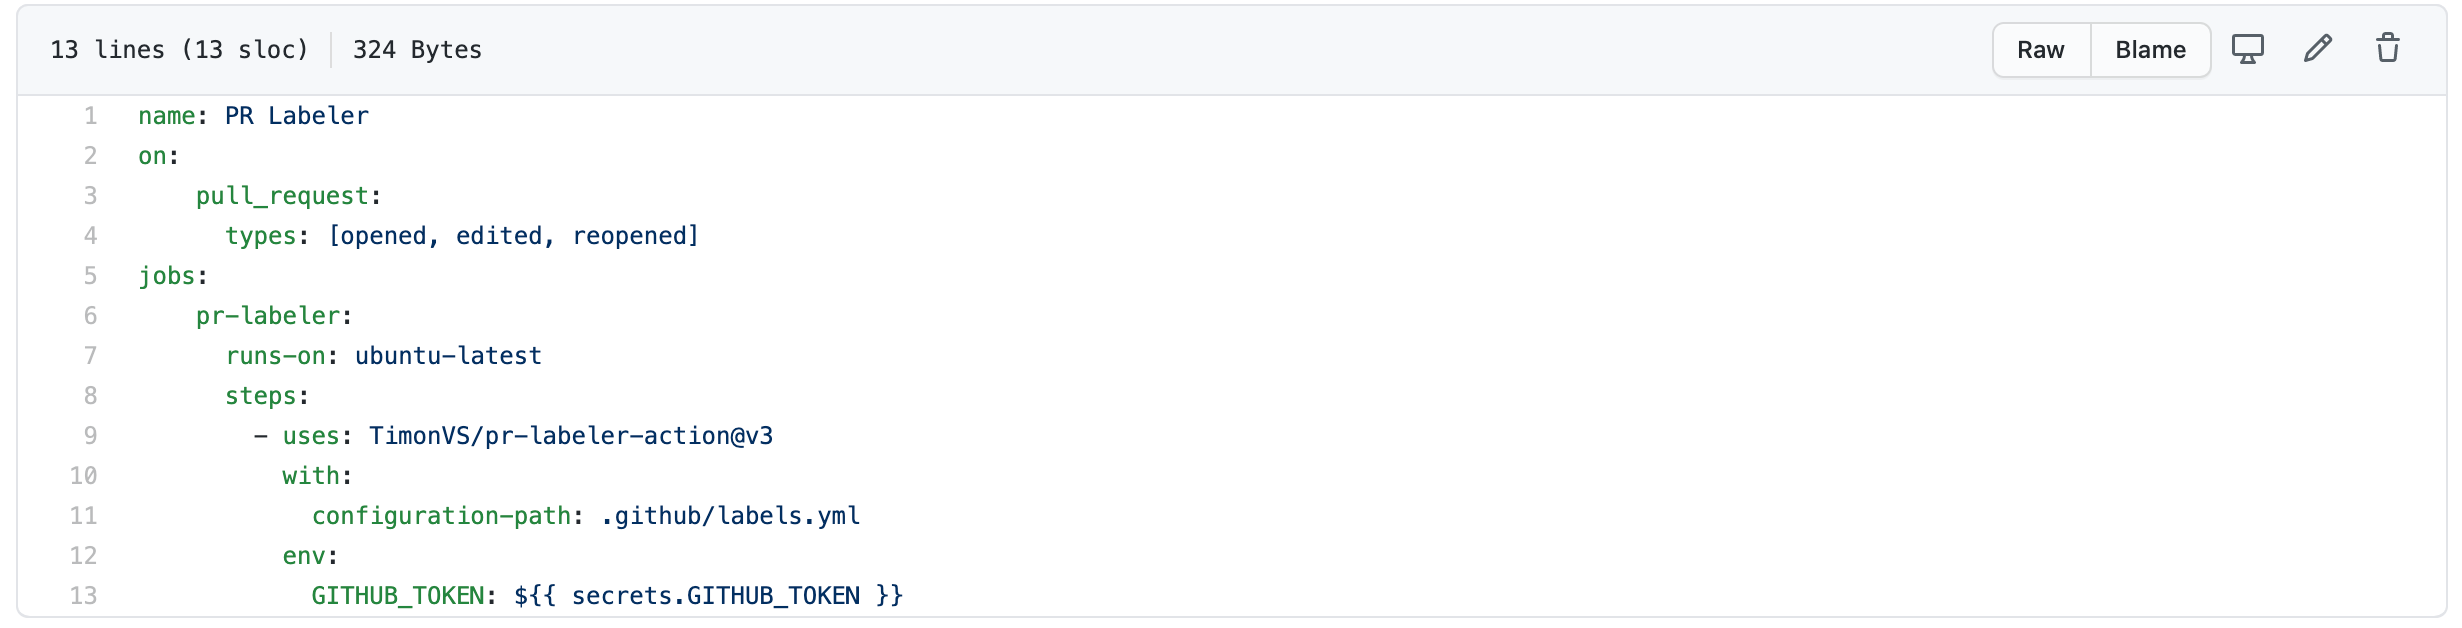 13 lines (13 sloc) 324 Bytes Raw Blame
1 name: PR Labeler
2 on:
3     pull_request:
4       types: [opened, edited, reopened]
5 jobs:
6     pr-labeler:
7       runs-on: ubuntu-latest
8       steps:
9         - uses: TimonVS/pr-labeler-action@v3
10           with:
11             configuration-path: .github/labels.yml
12           env:
13             GITHUB_TOKEN: ${{ secrets.GITHUB_TOKEN }}